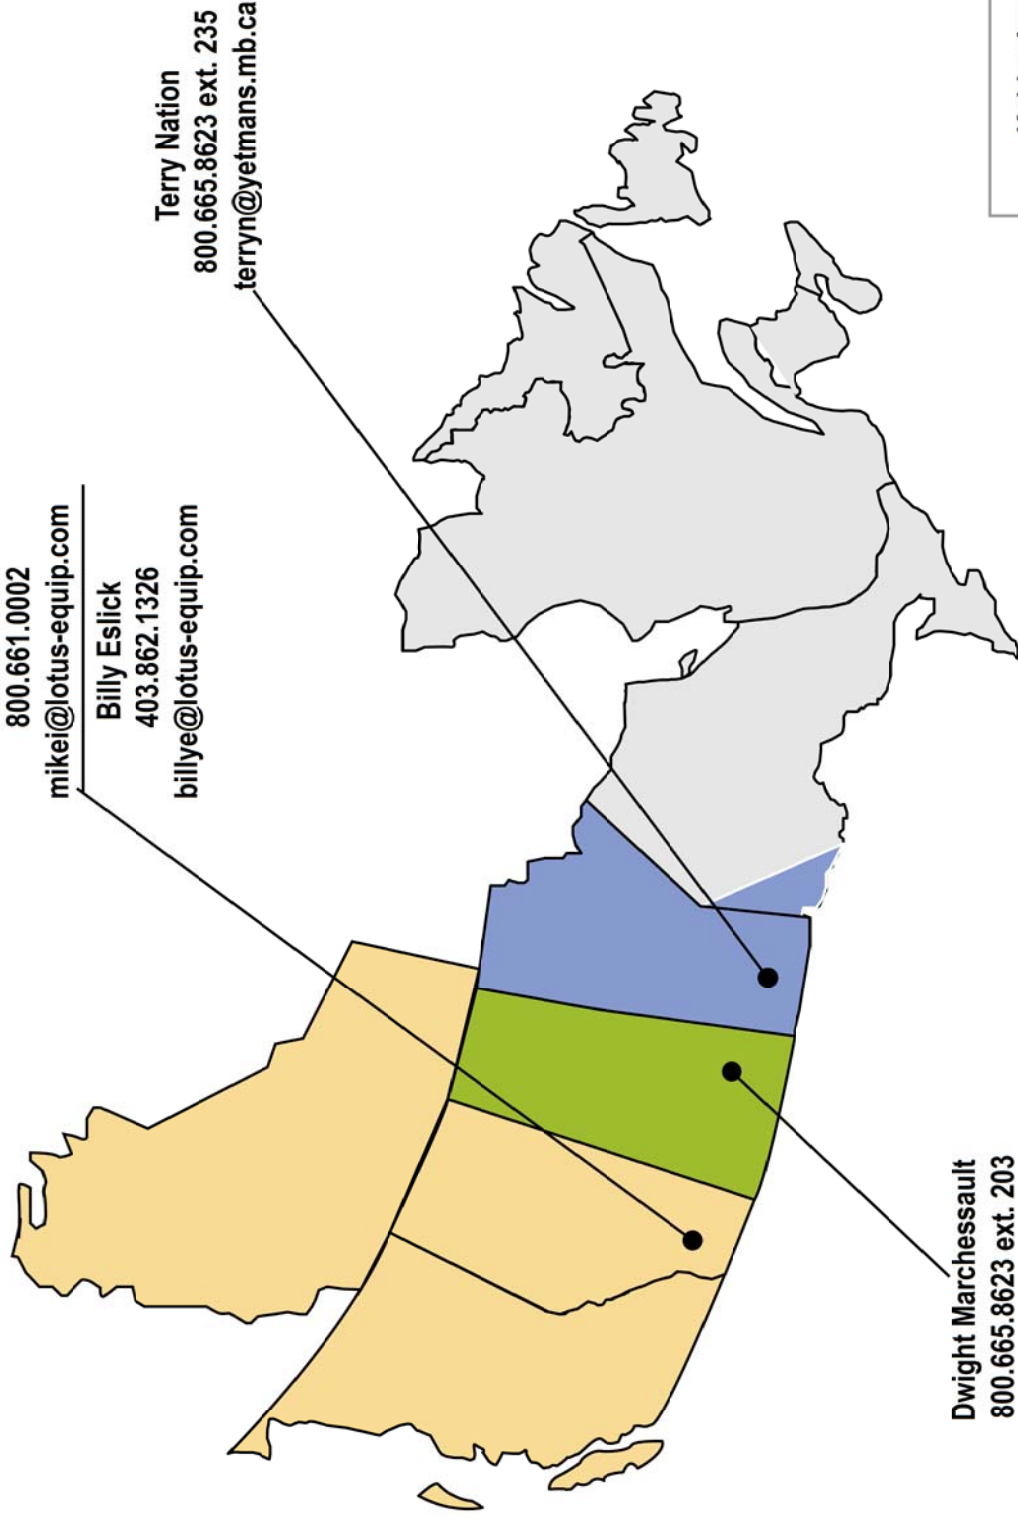 800.661.0002
mikei@lotus-equip.com
Billy Eslick
403.862.1326
billye@lotus-equip.com
Terry Nation
800.665.8623 ext. 235
terryn@yetmans.mb.ca
Dwight Marchessault
800.665.8623 ext. 203